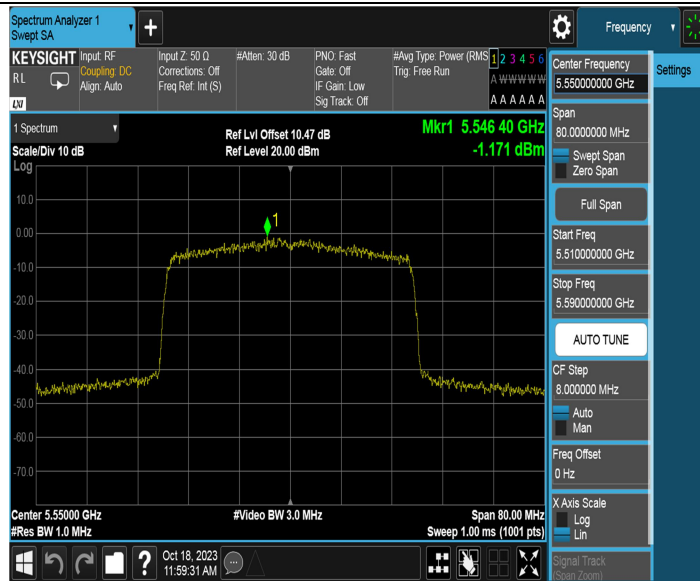 Spectrum Analyzer 1
Swept SA
+
Frequency
KEYSIGHT
RL
LXI
Input: RF
Coupling: DC
Align: Auto
Input Z: 50 Ω
Corrections: Off
Freq Ref: Int (S)
#Atten: 30 dB
PNO: Fast
Gate: Off
IF Gain: Low
Sig Track: Off
#Avg Type: Power (RMS
Trig: Free Run
1 2 3 4 5 6
A W W W W W
A A A A A A
1 Spectrum
Scale/Div 10 dB
Log
Ref Lvl Offset 10.47 dB
Ref Level 20.00 dBm
Mkr1 5.546 40 GHz
-1.171 dBm
1
10.0
0.00
-10.0
-20.0
-30.0
-40.0
-50.0
-60.0
-70.0
Center 5.55000 GHz
#Res BW 1.0 MHz
#Video BW 3.0 MHz
Span 80.00 MHz
Sweep 1.00 ms (1001 pts)
Oct 18, 2023
11:59:31 AM
?
Center Frequency
5.550000000 GHz
Span
80.0000000 MHz
Swept Span
Zero Span
Full Span
Start Freq
5.510000000 GHz
Stop Freq
5.590000000 GHz
AUTO TUNE
CF Step
8.000000 MHz
Auto
Man
Freq Offset
0 Hz
X Axis Scale
Log
Lin
Signal Track
(Span Zoom)
Settings